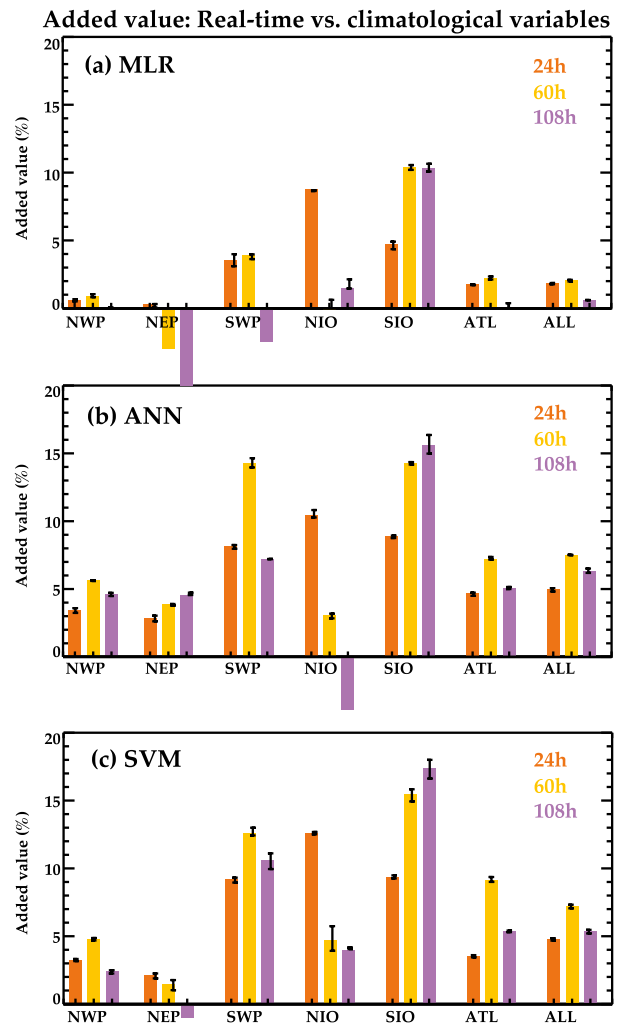 Added value: Real-time vs. climatological variables
20
(a) MLR
24h
60h
108h
15
10
5
0
Added value (%)
NWP NEP SWP NIO SIO ATL ALL
20
(b) ANN
24h
60h
108h
15
10
5
0
Added value (%)
NWP NEP SWP NIO SIO ATL ALL
20
(c) SVM
24h
60h
108h
15
10
5
0
Added value (%)
NWP NEP SWP NIO SIO ATL ALL